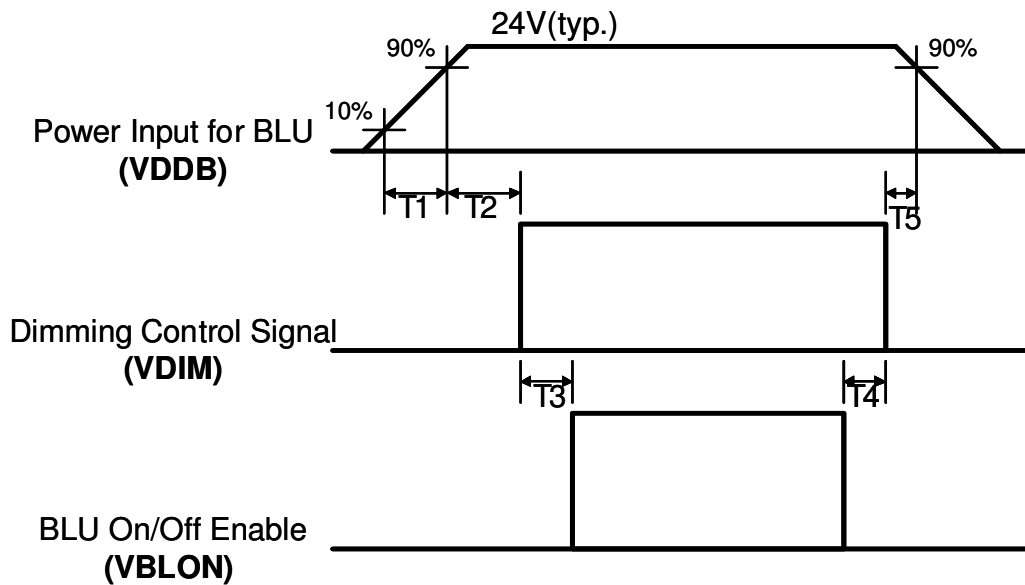 24V(typ.)
90%
90%
10%
Power Input for BLU
(VDDB)
T1
T2
T5
Dimming Control Signal
(VDIM)
T3
T4
BLU On/Off Enable
(VBLON)